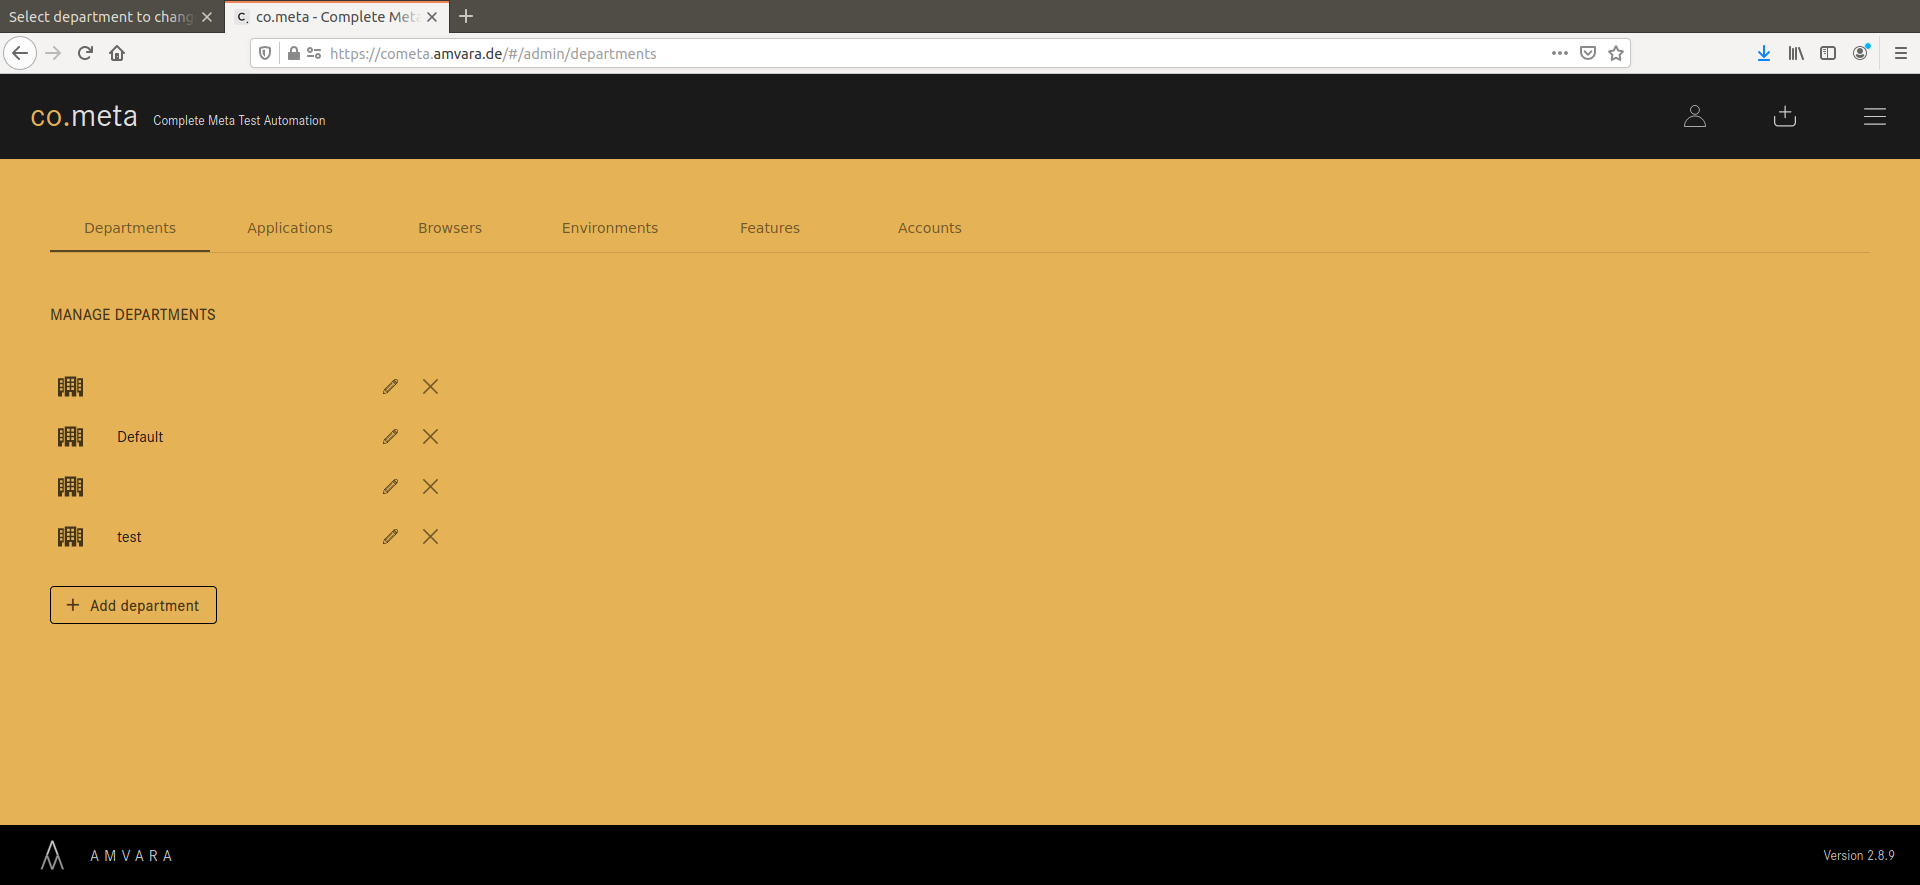 Select department to chang
co.meta - Complete Meta
https://cometa.amvara.de/#/admin/departments
co.meta Complete Meta Test Automation
Departments Applications Browsers Environments Features Accounts
MANAGE DEPARTMENTS
Default
test
+ Add department
AMVARA
Version 2.8.9